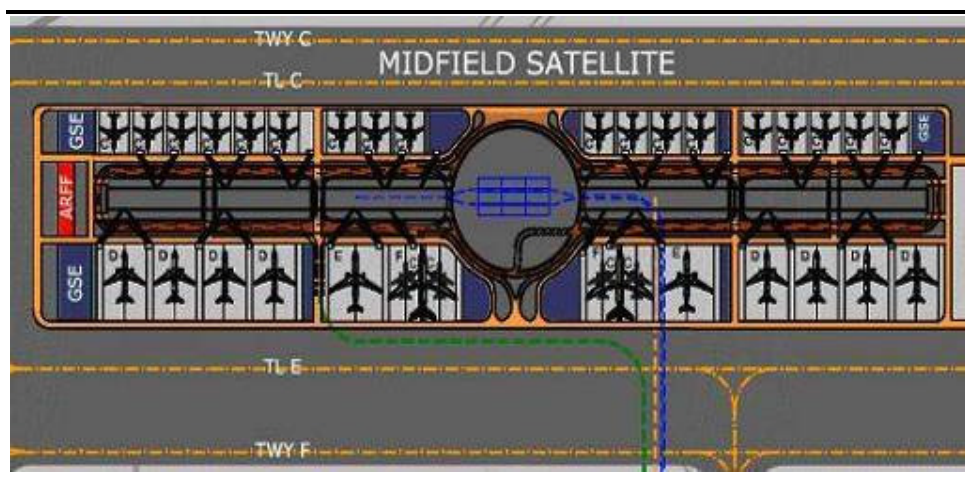 TWY C
MIDFIELD SATELLITE
TL C
GSE
GSE
ARFF
GSE
D D D D E F C C
F C C E D D D D
TL E
TWY F